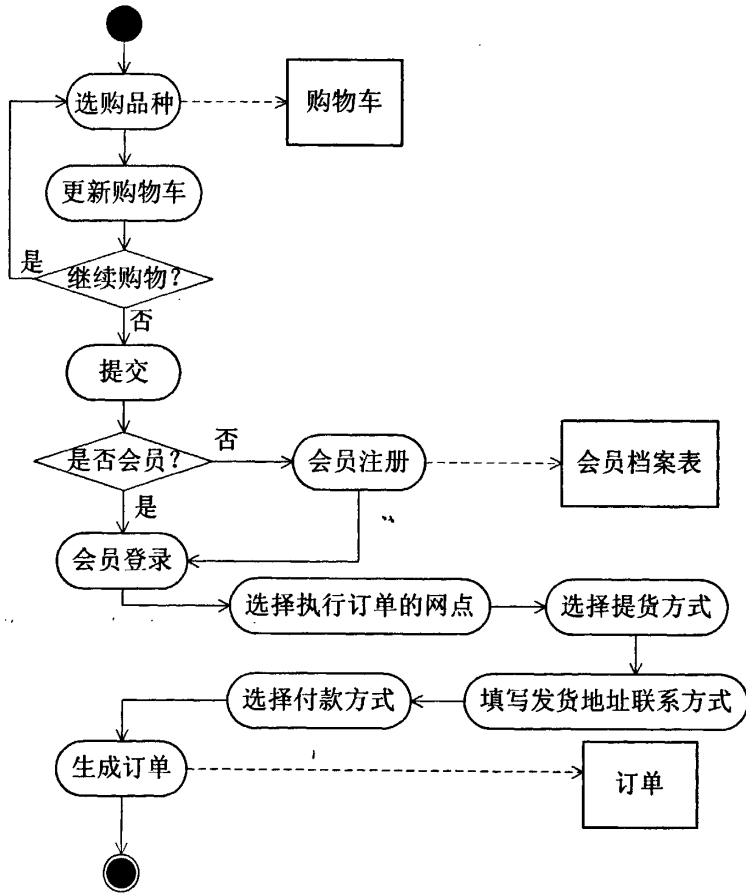 选购品种
购物车
更新购物车
是
继续购物?
否
提交
是否会员?
否
会员注册
会员档案表
是
会员登录
选择执行订单的网点
选择提货方式
选择付款方式
填写发货地址联系方式
生成订单
订单